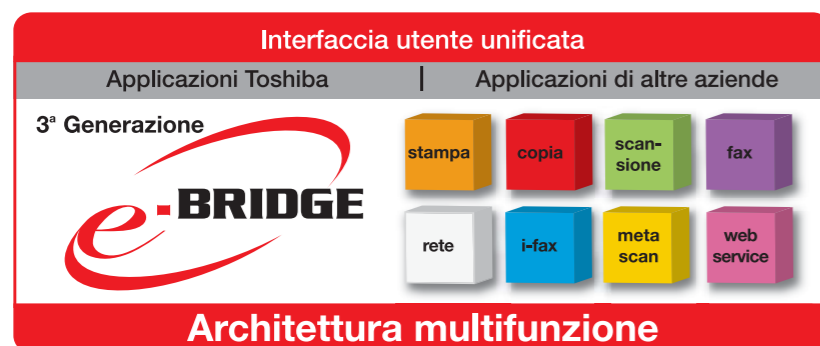 Interfaccia utente unificata
Applicazioni Toshiba | Applicazioni di altre aziende
3ª Generazione
e-BRIDGE
stampa
copia
scan-
sione
fax
rete
i-fax
meta
scan
web
service
Architettura multifunzione